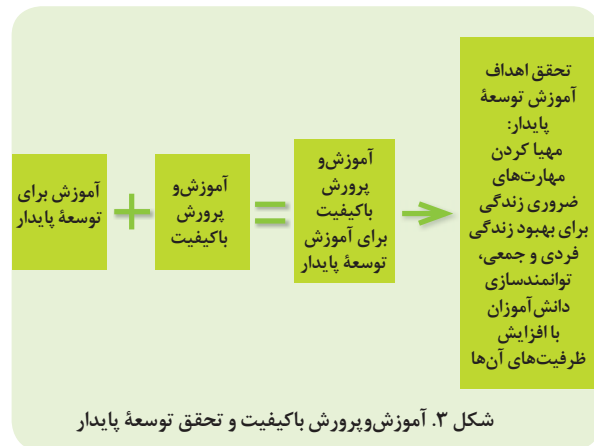 آموزش برای
توسعهٔ پایدار
+
آموزش‌و
پرورش
باکیفیت
=
آموزش‌و
پرورش
باکیفیت
برای آموزش
توسعهٔ پایدار
تحقق اهداف
آموزش توسعهٔ
پایدار:
مهیا کردن
مهارت‌های
ضروری زندگی
برای بهبود زندگی
فردی و جمعی،
توانمندسازی
دانش‌آموزان
با افزایش
ظرفیت‌های آن‌ها
شکل ۳. آموزش‌وپرورش باکیفیت و تحقق توسعهٔ پایدار